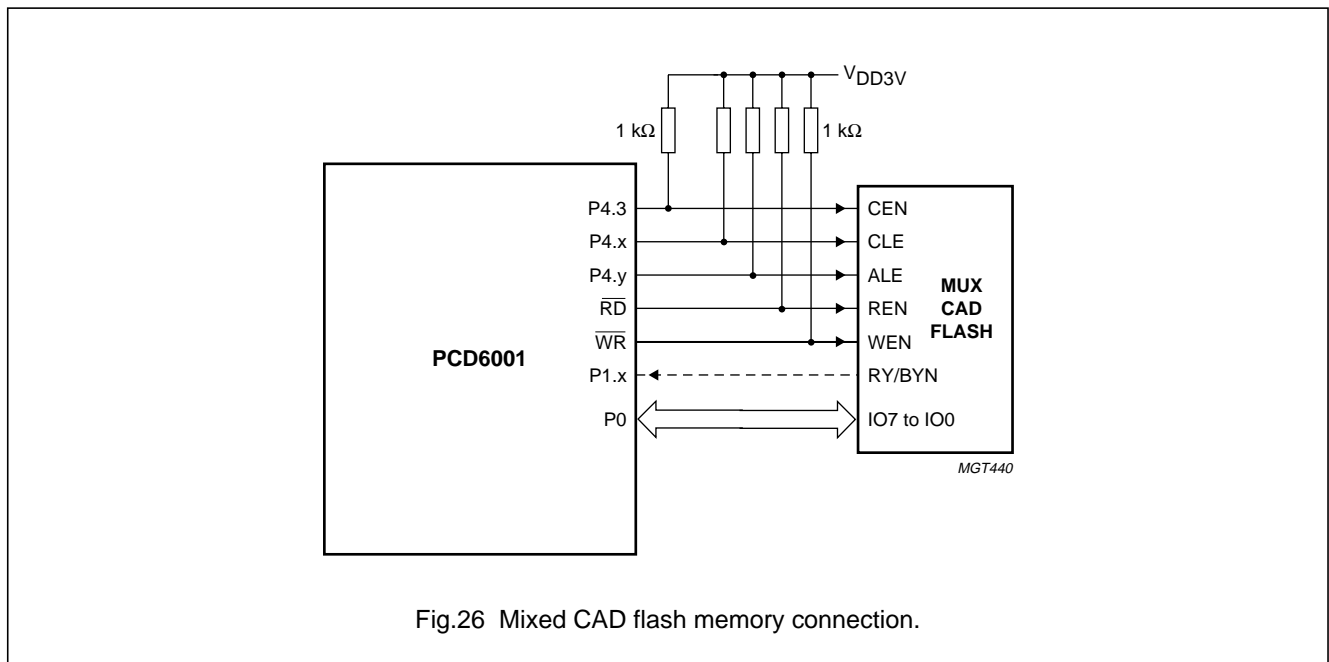 VDD3V
1 kΩ
1 kΩ
PCD6001
P4.3
P4.x
P4.y
RD
WR
P1.x
P0
CEN
CLE
ALE
REN
WEN
RY/BYN
IO7 to IO0
MUX
CAD
FLASH
MGT440
Fig.26 Mixed CAD flash memory connection.